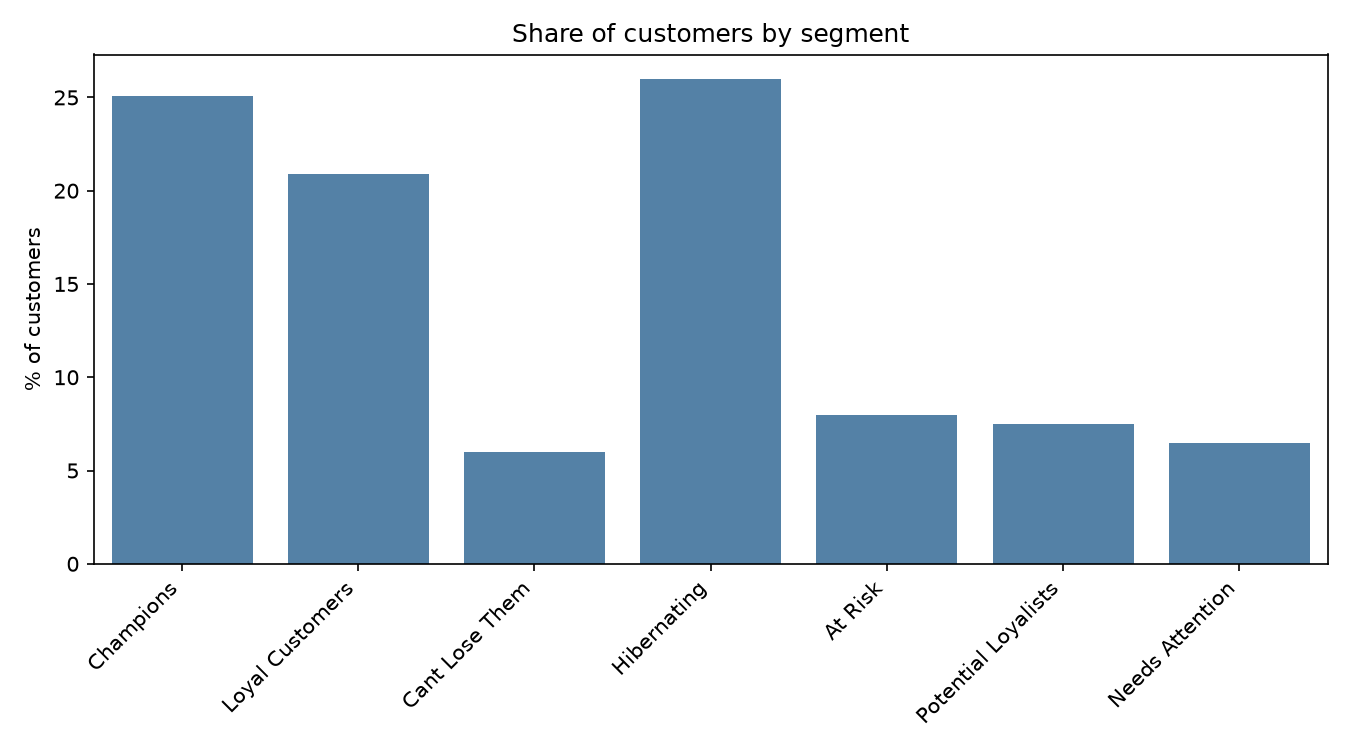 Share of customers by segment
% of customers
25
20
15
10
5
0
Champions
Loyal Customers
Cant Lose Them
Hibernating
At Risk
Potential Loyalists
Needs Attention